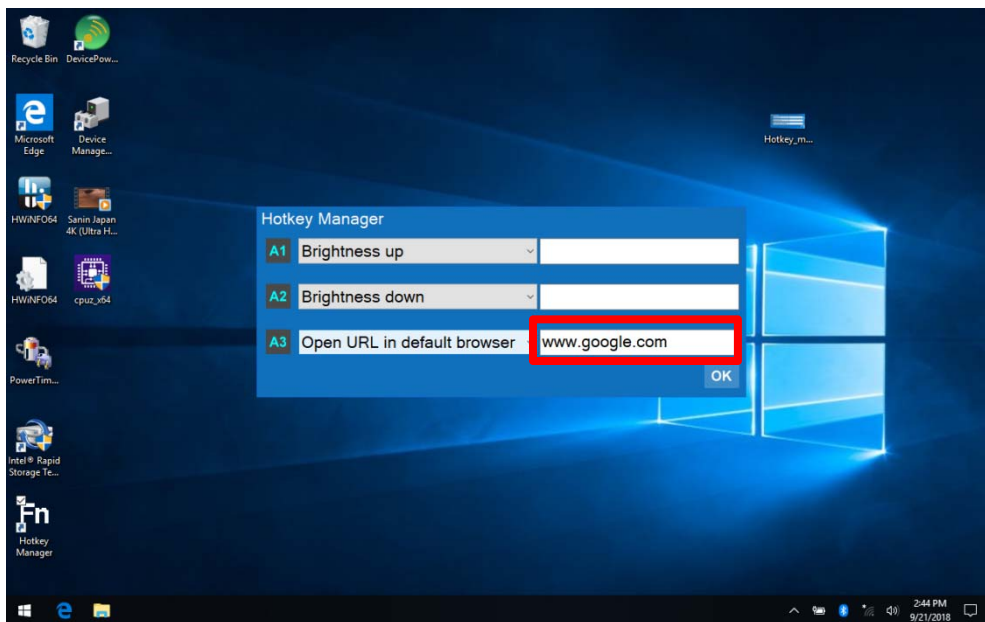 Recycle Bin
DevicePow...
Microsoft
Edge
Device
Manage...
Hotkey_m...
HWiNFO64
Sanin Japan
4K (Ultra H...
HWiNFO64
cpuz_x64
PowerTim...
Intel® Rapid
Storage Te...
Fn
Hotkey
Manager
Hotkey Manager
A1 Brightness up
A2 Brightness down
A3 Open URL in default browser www.google.com
OK
2:44 PM
9/21/2018